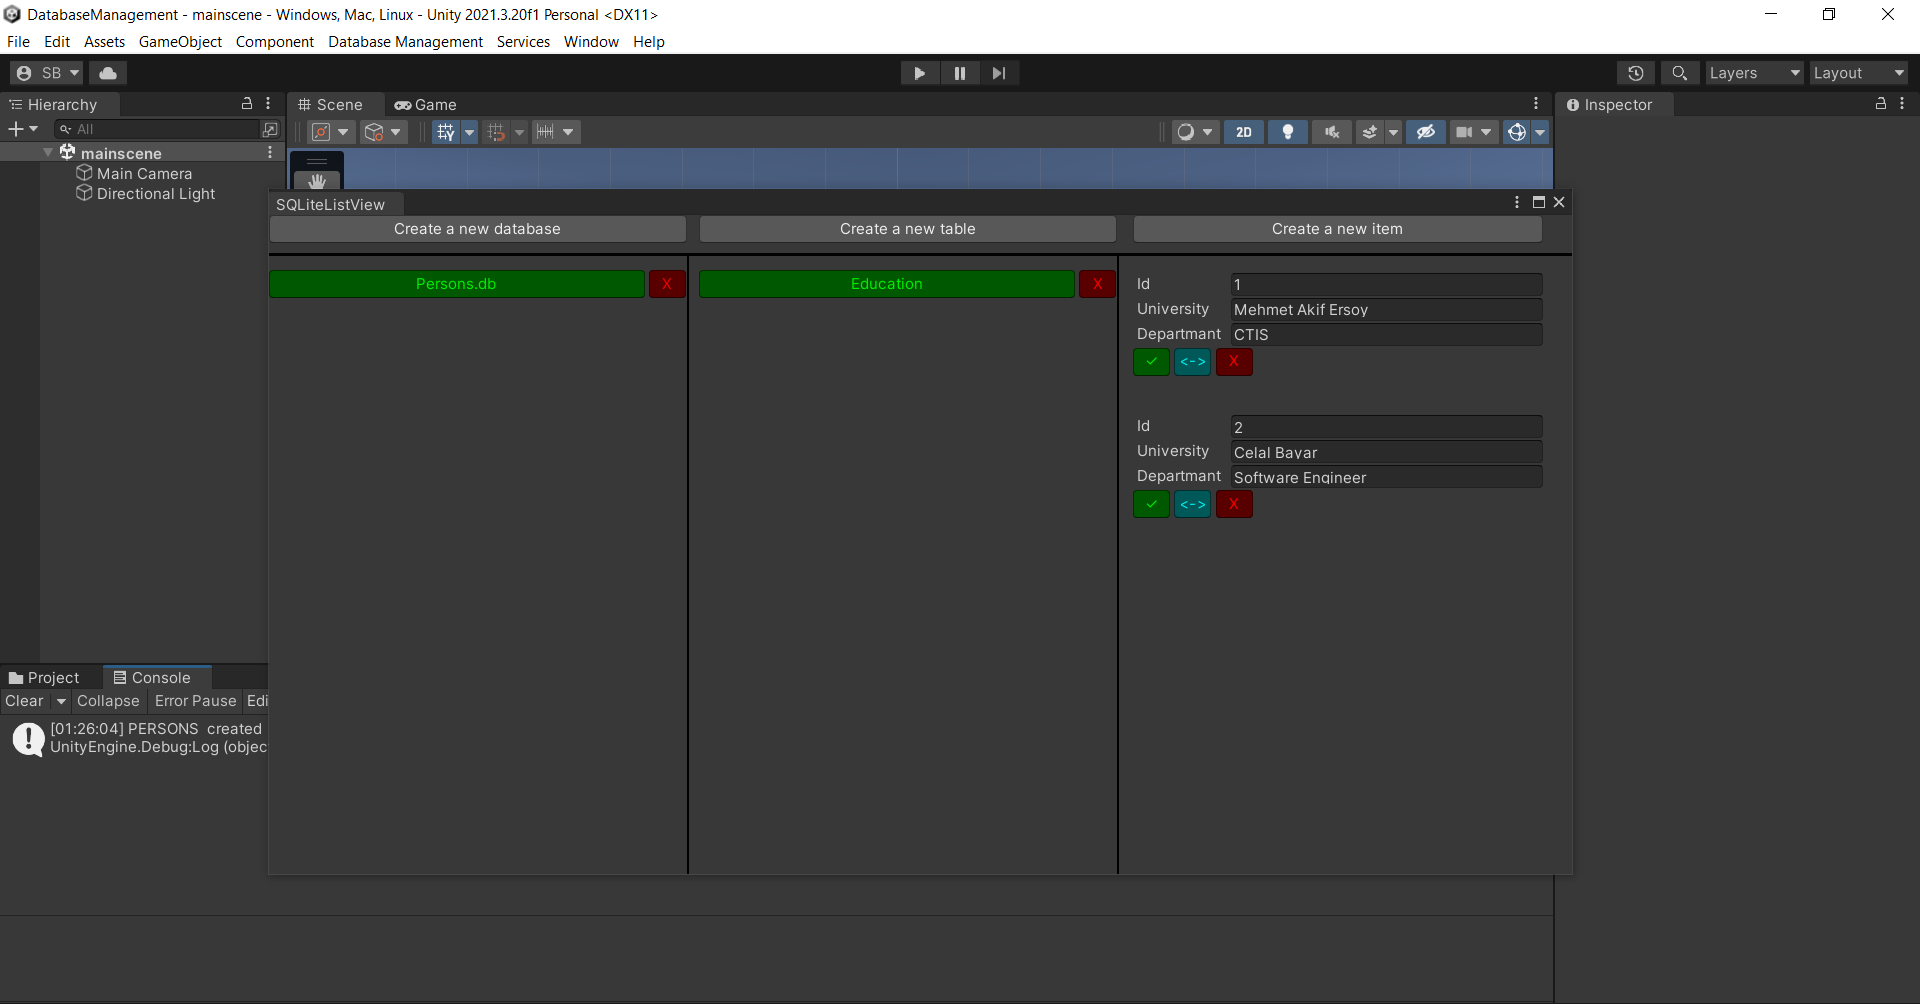 DatabaseManagement - mainscene - Windows, Mac, Linux - Unity 2021.3.20f1 Personal <DX11>
File Edit Assets GameObject Component Database Management Services Window Help
SB Layers Layout
Hierarchy Scene Game Inspector
All 2D
mainscene
Main Camera
Directional Light
SQLiteListView
Create a new database Create a new table Create a new item
Persons.db X Education X Id 1
University Mehmet Akif Ersoy
Departmant CTIS
<-> X
Id 2
University Celal Bayar
Departmant Software Engineer
<-> X
Project Console
Clear Collapse Error Pause Edi
[01:26:04] PERSONS created
UnityEngine.Debug:Log (objec